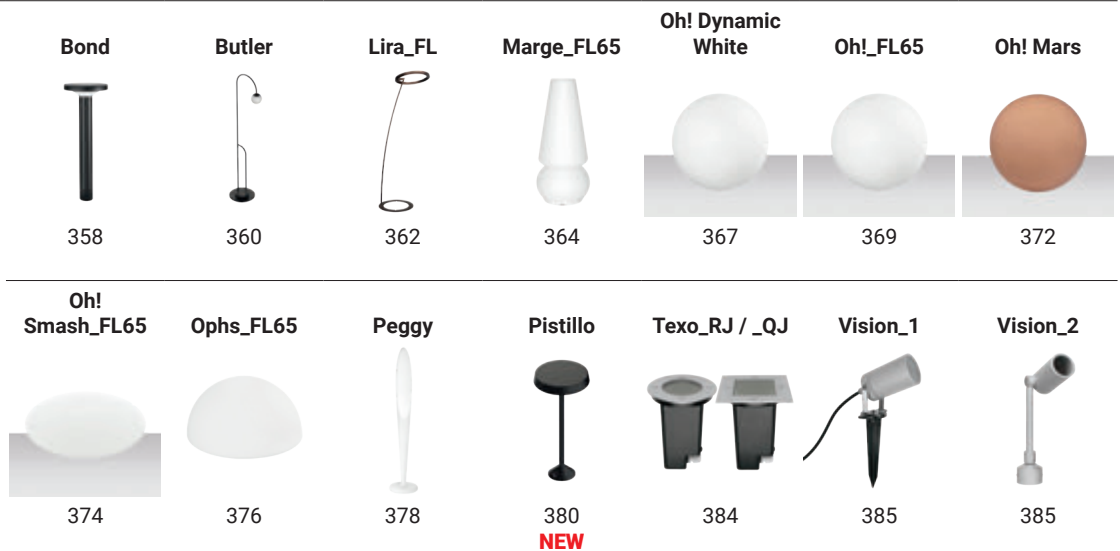 Bond
Butler
Lira_FL
Marge_FL65
Oh! Dynamic
White
Oh!_FL65
Oh! Mars
358
360
362
364
367
369
372
Oh!
Smash_FL65
Ophs_FL65
Peggy
Pistillo
Texo_RJ / _QJ
Vision_1
Vision_2
374
376
378
380
NEW
384
385
385